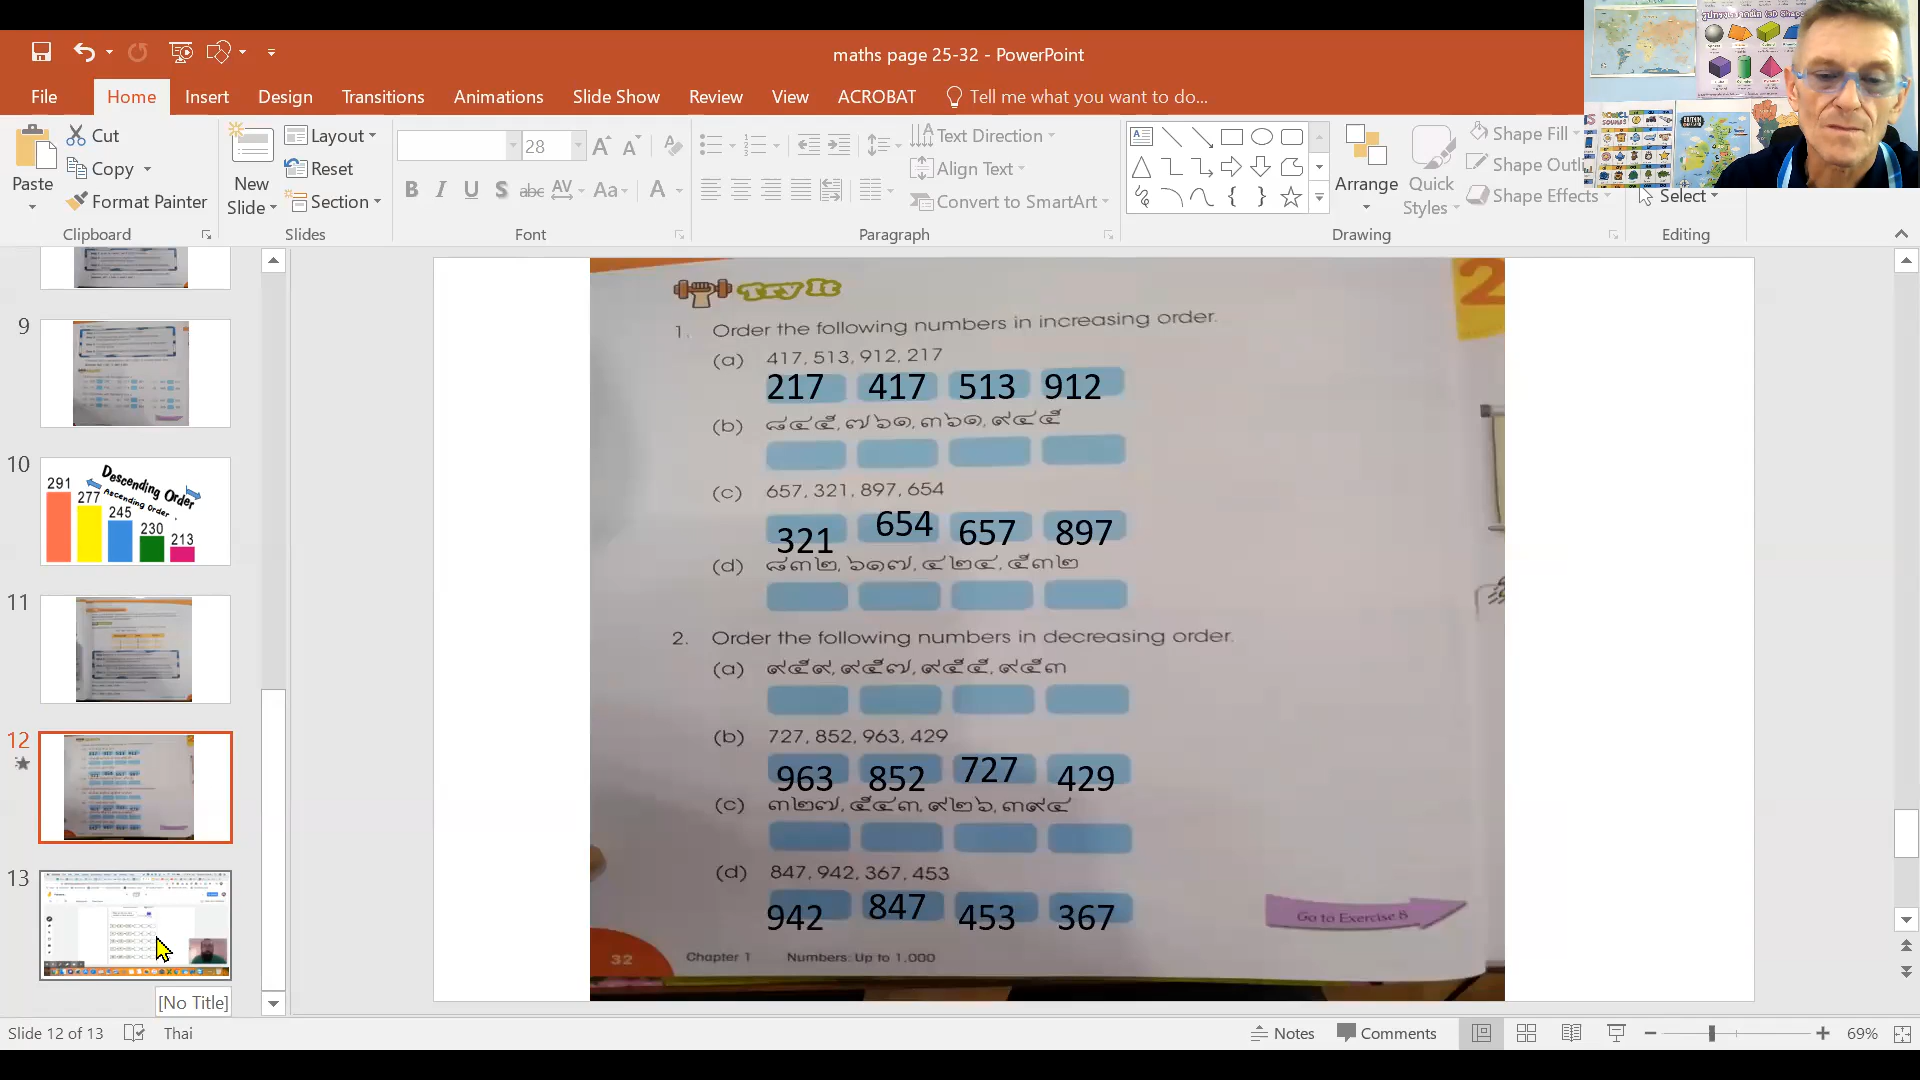 maths page 25-32 - PowerPoint
File Home Insert Design Transitions Animations Slide Show Review View ACROBAT Tell me what you want to do...
Paste
Cut
Copy
Format Painter
Clipboard
New Slide
Layout
Reset
Section
Slides
28
B I U S abc AV Aa A
Font
Text Direction
Align Text
Convert to SmartArt
Paragraph
Arrange
Quick Styles
Shape Fill
Shape Outl
Shape Effects
Drawing
Select
Editing
9
10
Descending Order
Ascending Order
291
277
245
230
213
11
12
13
[No Title]
Try It
2
1. Order the following numbers in increasing order.
(a) 417, 513, 912, 217
217 417 513 912
(b) ๘๔๕, ๗๖๑, ๓๖๑, ๙๔๕
(c) 657, 321, 897, 654
321 654 657 897
(d) ๘๓๒, ๖๑๗, ๔๒๔, ๕๓๒
2. Order the following numbers in decreasing order.
(a) ๙๕๙, ๙๕๗, ๙๕๕, ๙๕๓
(b) 727, 852, 963, 429
963 852 727 429
(c) ๓๒๗, ๕๔๓, ๙๒๖, ๓๙๔
(d) 847, 942, 367, 453
942 847 453 367
Go to Exercise 8
32 Chapter 1 Numbers: Up to 1,000
Slide 12 of 13 Thai
Notes Comments 69%